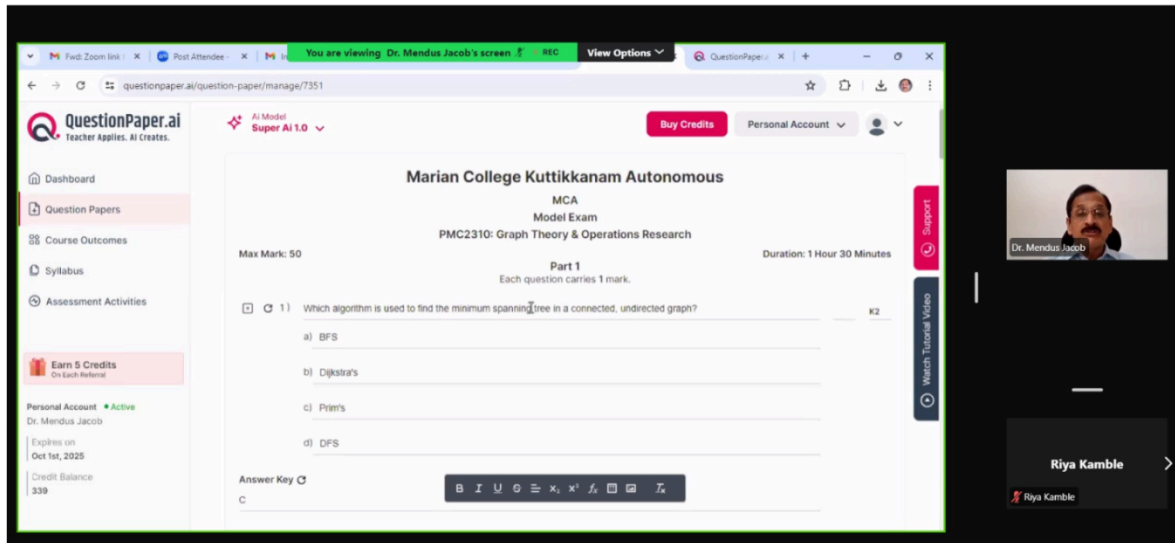 Fwd: Zoom link
Post Attendee -
You are viewing Dr. Mendus Jacob's screen
REC
View Options
questionpaper.ai/question-paper/manage/7351
QuestionPaper.ai
Teacher Applies. AI Creates.
Ai Model
Super Ai 1.0
Buy Credits
Personal Account
Dashboard
Question Papers
Course Outcomes
Syllabus
Assessment Activities
Earn 5 Credits
On Each Referral
Personal Account Active
Dr. Mendus Jacob
Expires on
Oct 1st, 2025
Credit Balance
339
Marian College Kuttikkanam Autonomous
MCA
Model Exam
PMC2310: Graph Theory & Operations Research
Max Mark: 50
Duration: 1 Hour 30 Minutes
Part 1
Each question carries 1 mark.
1) Which algorithm is used to find the minimum spanning tree in a connected, undirected graph?
K2
a) BFS
b) Dijkstra's
c) Prim's
d) DFS
Answer Key
C
B I U S X₂ X² fx Tx
Support
Watch Tutorial Video
Dr. Mendus Jacob
Riya Kamble
Riya Kamble